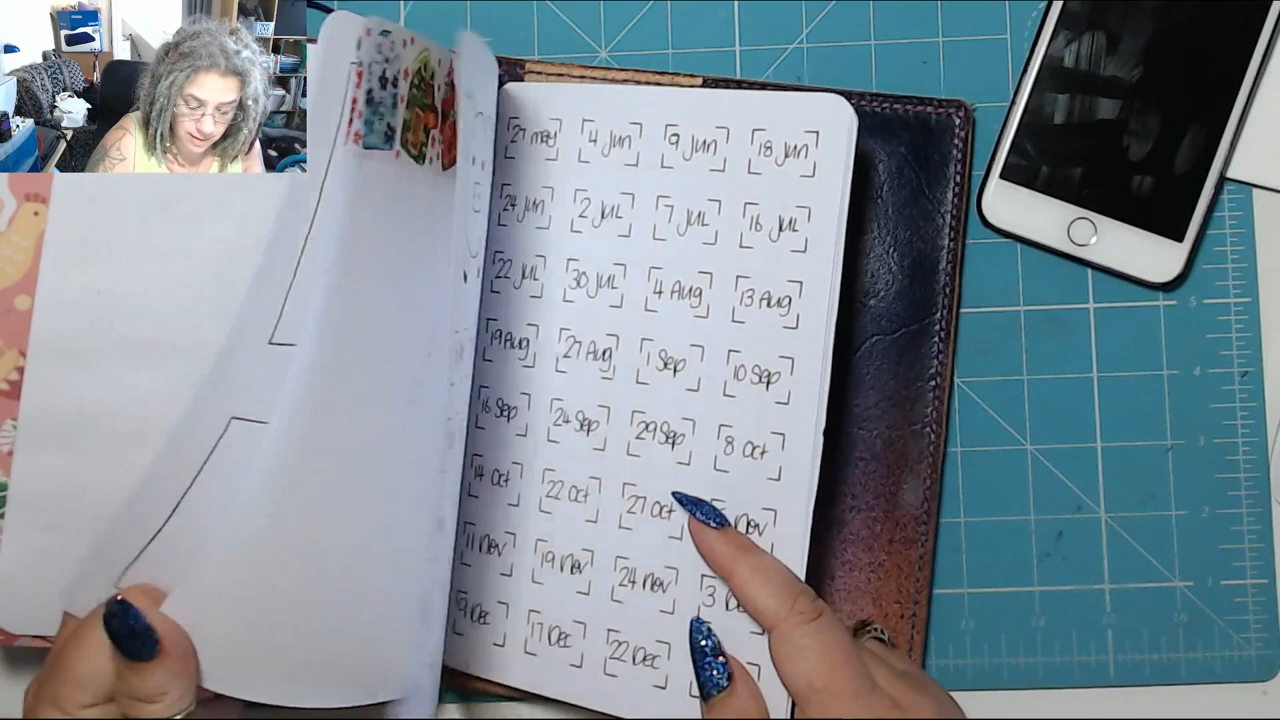 27 may 4 Jun 9 Jun 18 Jun
24 Jun 2 JUL 7 JUL 16 JUL
22 JUL 30 JUL 4 Aug 13 Aug
19 Aug 27 Aug 1 Sep 10 Sep
16 Sep 24 Sep 29 Sep 8 Oct
14 Oct 22 Oct 27 Oct Nov
11 Nov 19 Nov 24 Nov 3
9 Dec 17 Dec 22 Dec